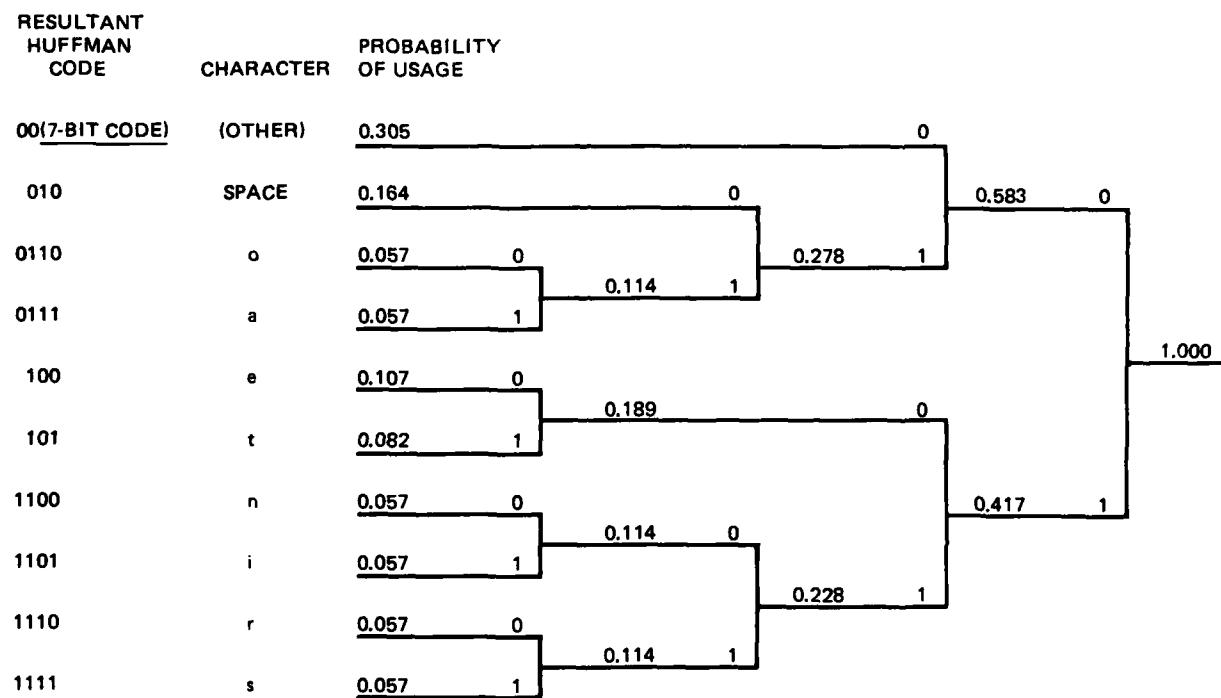 RESULTANT
HUFFMAN
CODE
CHARACTER
PROBABILITY
OF USAGE
00(7-BIT CODE) (OTHER) 0.305 0
010 SPACE 0.164 0
0.583 0
0110 o 0.057 0
0.278 1
0.114 1
0111 a 0.057 1
1.000
100 e 0.107 0
0.189 0
101 t 0.082 1
1100 n 0.057 0
0.417 1
0.114 0
1101 i 0.057 1
0.228 1
1110 r 0.057 0
0.114 1
1111 s 0.057 1